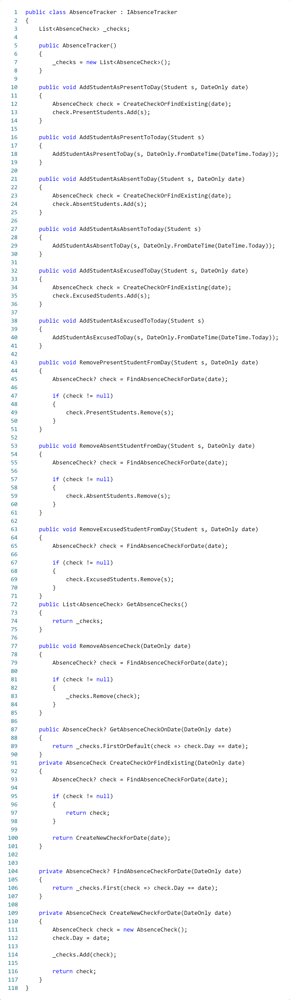 1 public class AbsenceTracker : IAbsenceTracker
2 {
3     List<AbsenceCheck> _checks;
4
5     public AbsenceTracker()
6     {
7         _checks = new List<AbsenceCheck>();
8     }
9
10     public void AddStudentAsPresentToDay(Student s, DateOnly date)
11     {
12         AbsenceCheck check = CreateCheckOrFindExisting(date);
13         check.PresentStudents.Add(s);
14     }
15
16     public void AddStudentAsPresentToToday(Student s)
17     {
18         AddStudentAsPresentToDay(s, DateOnly.FromDateTime(DateTime.Today));
19     }
20
21     public void AddStudentAsAbsentToDay(Student s, DateOnly date)
22     {
23         AbsenceCheck check = CreateCheckOrFindExisting(date);
24         check.AbsentStudents.Add(s);
25     }
26
27     public void AddStudentAsAbsentToToday(Student s)
28     {
29         AddStudentAsAbsentToDay(s, DateOnly.FromDateTime(DateTime.Today));
30     }
31
32     public void AddStudentAsExcusedToDay(Student s, DateOnly date)
33     {
34         AbsenceCheck check = CreateCheckOrFindExisting(date);
35         check.ExcusedStudents.Add(s);
36     }
37
38     public void AddStudentAsExcusedToToday(Student s)
39     {
40         AddStudentAsExcusedToDay(s, DateOnly.FromDateTime(DateTime.Today));
41     }
42
43     public void RemovePresentStudentFromDay(Student s, DateOnly date)
44     {
45         AbsenceCheck? check = FindAbsenceCheckForDate(date);
46
47         if (check != null)
48         {
49             check.PresentStudents.Remove(s);
50         }
51     }
52
53     public void RemoveAbsentStudentFromDay(Student s, DateOnly date)
54     {
55         AbsenceCheck? check = FindAbsenceCheckForDate(date);
56
57         if (check != null)
58         {
59             check.AbsentStudents.Remove(s);
60         }
61     }
62
63     public void RemoveExcusedStudentFromDay(Student s, DateOnly date)
64     {
65         AbsenceCheck? check = FindAbsenceCheckForDate(date);
66
67         if (check != null)
68         {
69             check.ExcusedStudents.Remove(s);
70         }
71     }
72     public List<AbsenceCheck> GetAbsenceChecks()
73     {
74         return _checks;
75     }
76
77     public void RemoveAbsenceCheck(DateOnly date)
78     {
79         AbsenceCheck? check = FindAbsenceCheckForDate(date);
80
81         if (check != null)
82         {
83             _checks.Remove(check);
84         }
85     }
86
87     public AbsenceCheck? GetAbsenceCheckOnDate(DateOnly date)
88     {
89         return _checks.FirstOrDefault(check => check.Day == date);
90     }
91     private AbsenceCheck CreateCheckOrFindExisting(DateOnly date)
92     {
93         AbsenceCheck? check = FindAbsenceCheckForDate(date);
94
95         if (check != null)
96         {
97             return check;
98         }
99
100         return CreateNewCheckForDate(date);
101     }
102
103
104     private AbsenceCheck? FindAbsenceCheckForDate(DateOnly date)
105     {
106         return _checks.First(check => check.Day == date);
107     }
108
109     private AbsenceCheck CreateNewCheckForDate(DateOnly date)
110     {
111         AbsenceCheck check = new AbsenceCheck();
112         check.Day = date;
113
114         _checks.Add(check);
115
116         return check;
117     }
118 }